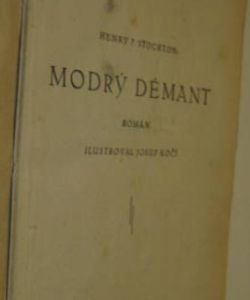 HENRY P. STOCKTON:
MODRÝ DÉMANT
ROMÁN
ILUSTROVAL JOSEF KOČÍ